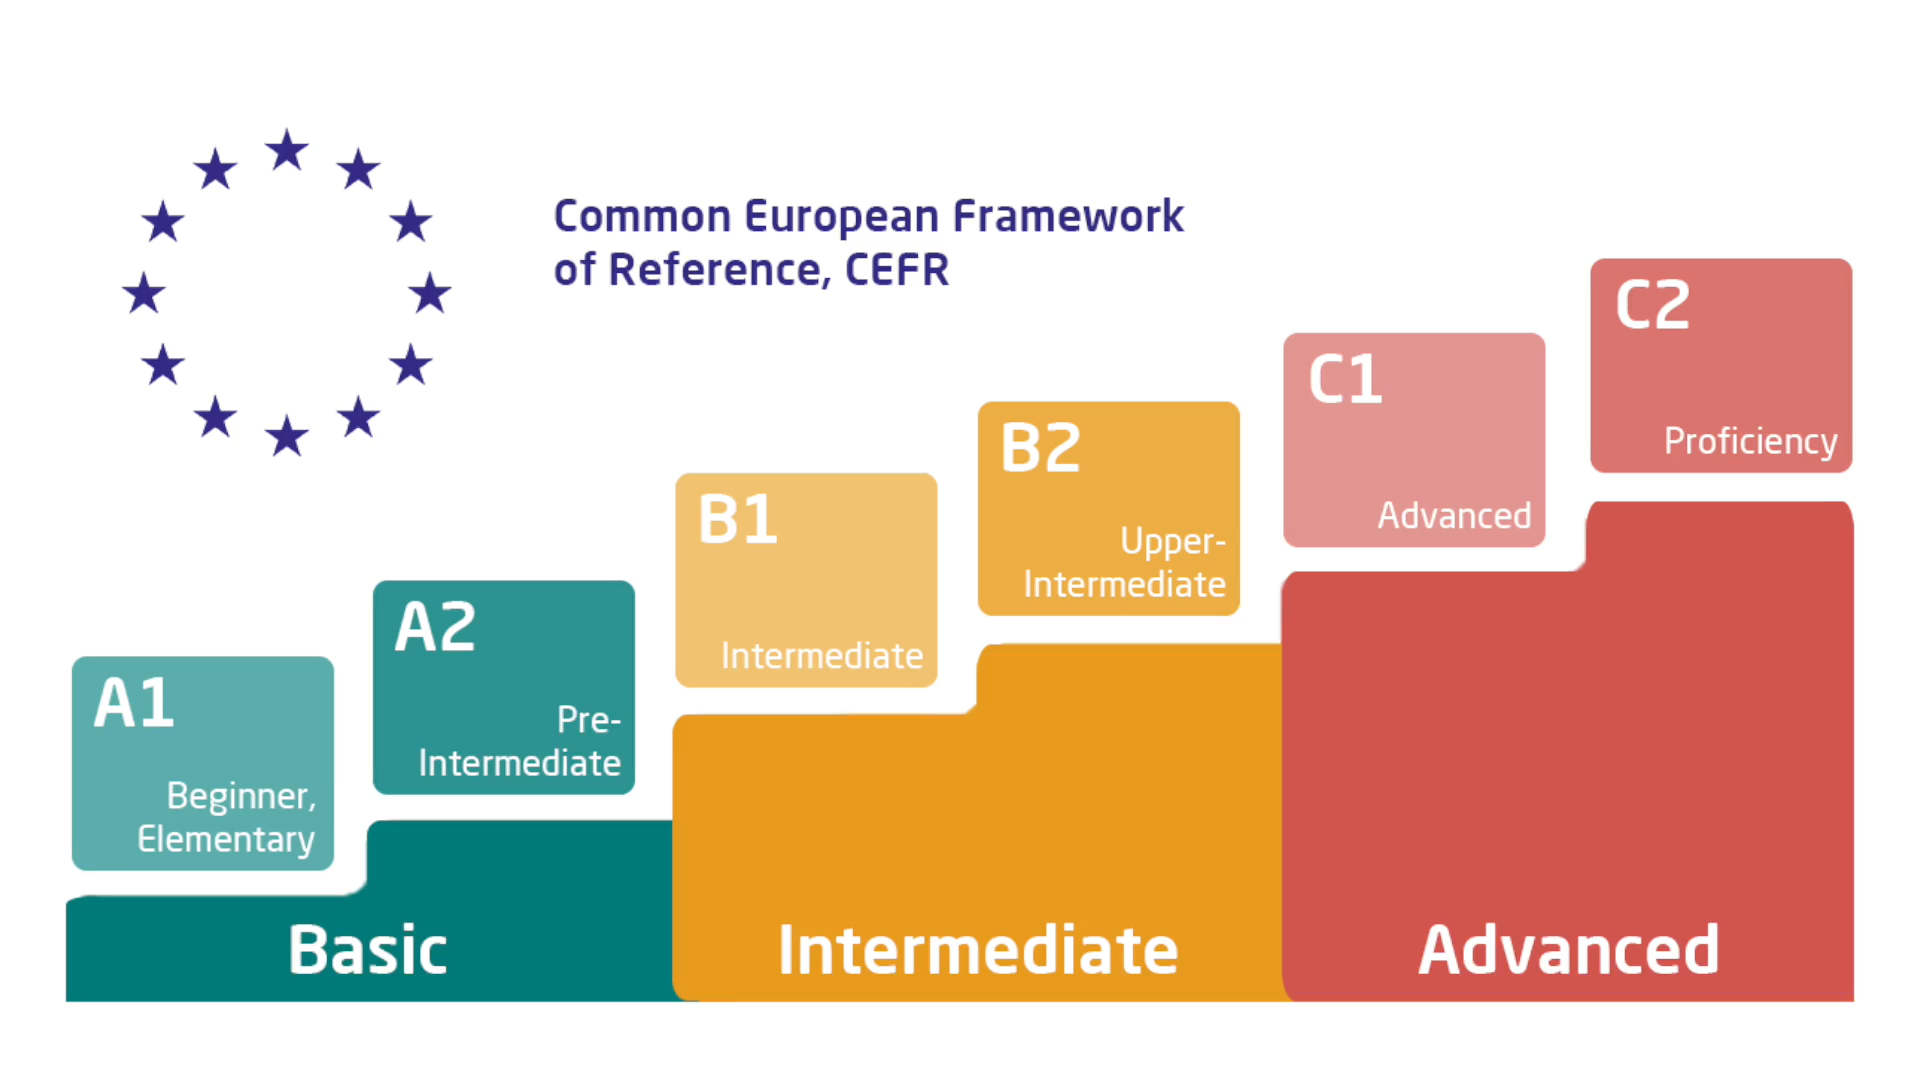 Common European Framework
of Reference, CEFR
A1
Beginner,
Elementary
A2
Pre-
Intermediate
B1
Intermediate
B2
Upper-
Intermediate
C1
Advanced
C2
Proficiency
Basic
Intermediate
Advanced